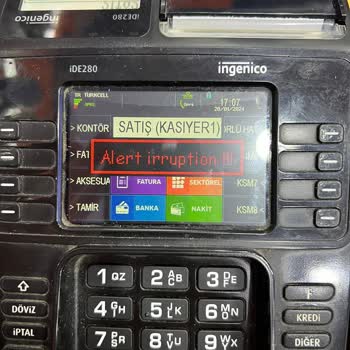 ingenico
iDE280
iDE280
ingenico
TR TURKCELL
17:07
> KONTÖR
SATIŞ (KASIYER1)
Alert irruption !!!
> AKSESUA
FATURA
SEKTÖREL
KSM7
> TAMİR
BANKA
NAKİT
KSM8
1 QZ
2 ABC
3 DEF
DÖVİZ
4 GHI
5 JKL
6 MNO
KREDİ
İPTAL
7 PRS
8 TUV
9 WXY
DİĞER